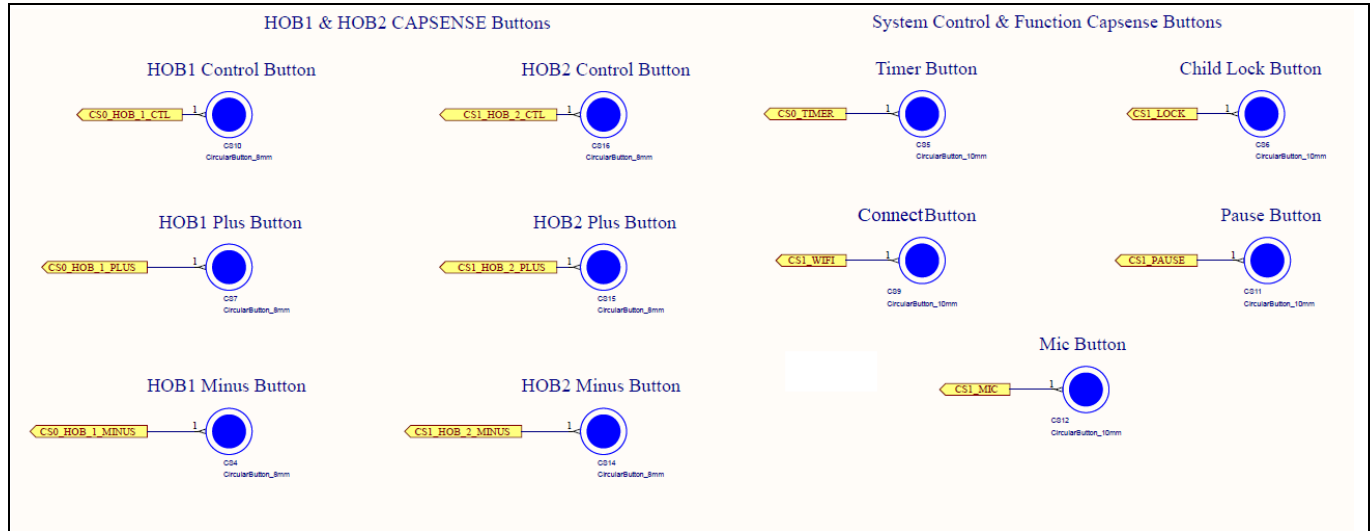 HOB1 & HOB2 CAPSENSE Buttons
System Control & Function Capsense Buttons
HOB1 Control Button
CS0_HOB_1_CTL
1
CS10
CircularButton_8mm
HOB2 Control Button
CS1_HOB_2_CTL
1
CS16
CircularButton_8mm
Timer Button
CS0_TIMER
1
CS5
CircularButton_10mm
Child Lock Button
CS1_LOCK
1
CS6
CircularButton_10mm
HOB1 Plus Button
CS0_HOB_1_PLUS
1
CS7
CircularButton_8mm
HOB2 Plus Button
CS1_HOB_2_PLUS
1
CS15
CircularButton_8mm
ConnectButton
CS1_WIFI
1
CS9
CircularButton_10mm
Pause Button
CS1_PAUSE
1
CS11
CircularButton_10mm
Mic Button
CS1_MIC
1
CS12
CircularButton_10mm
HOB1 Minus Button
CS0_HOB_1_MINUS
1
CS4
CircularButton_8mm
HOB2 Minus Button
CS1_HOB_2_MINUS
1
CS14
CircularButton_8mm